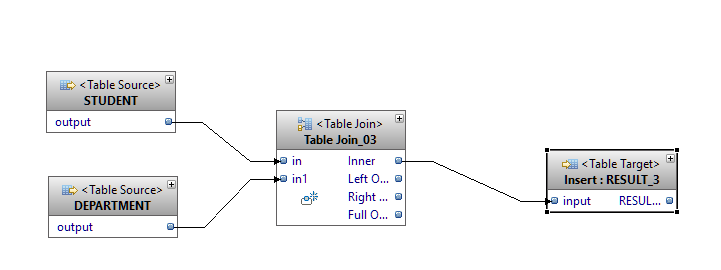 <Table Source>
STUDENT
output
<Table Source>
DEPARTMENT
output
<Table Join>
Table Join_03
in Inner
in1 Left O...
Right ...
Full O...
<Table Target>
Insert : RESULT_3
input RESUL...